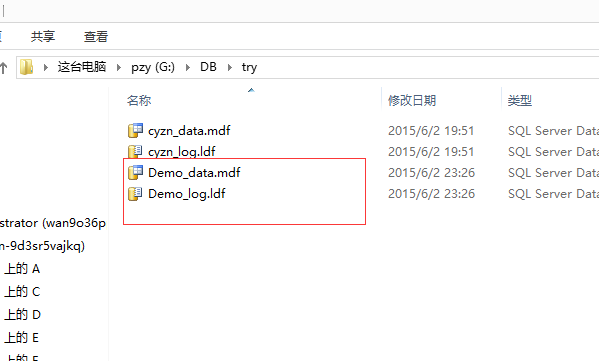 共享 查看
这台电脑 pzy (G:) DB try
名称 修改日期 类型
cyzn_data.mdf 2015/6/2 19:51 SQL Server Data
cyzn_log.ldf 2015/6/2 19:51 SQL Server Data
Demo_data.mdf 2015/6/2 23:26 SQL Server Data
Demo_log.ldf 2015/6/2 23:26 SQL Server Data
strator (wan9o36p
n-9d3sr5vajkq)
上的 A
上的 C
上的 D
上的 E